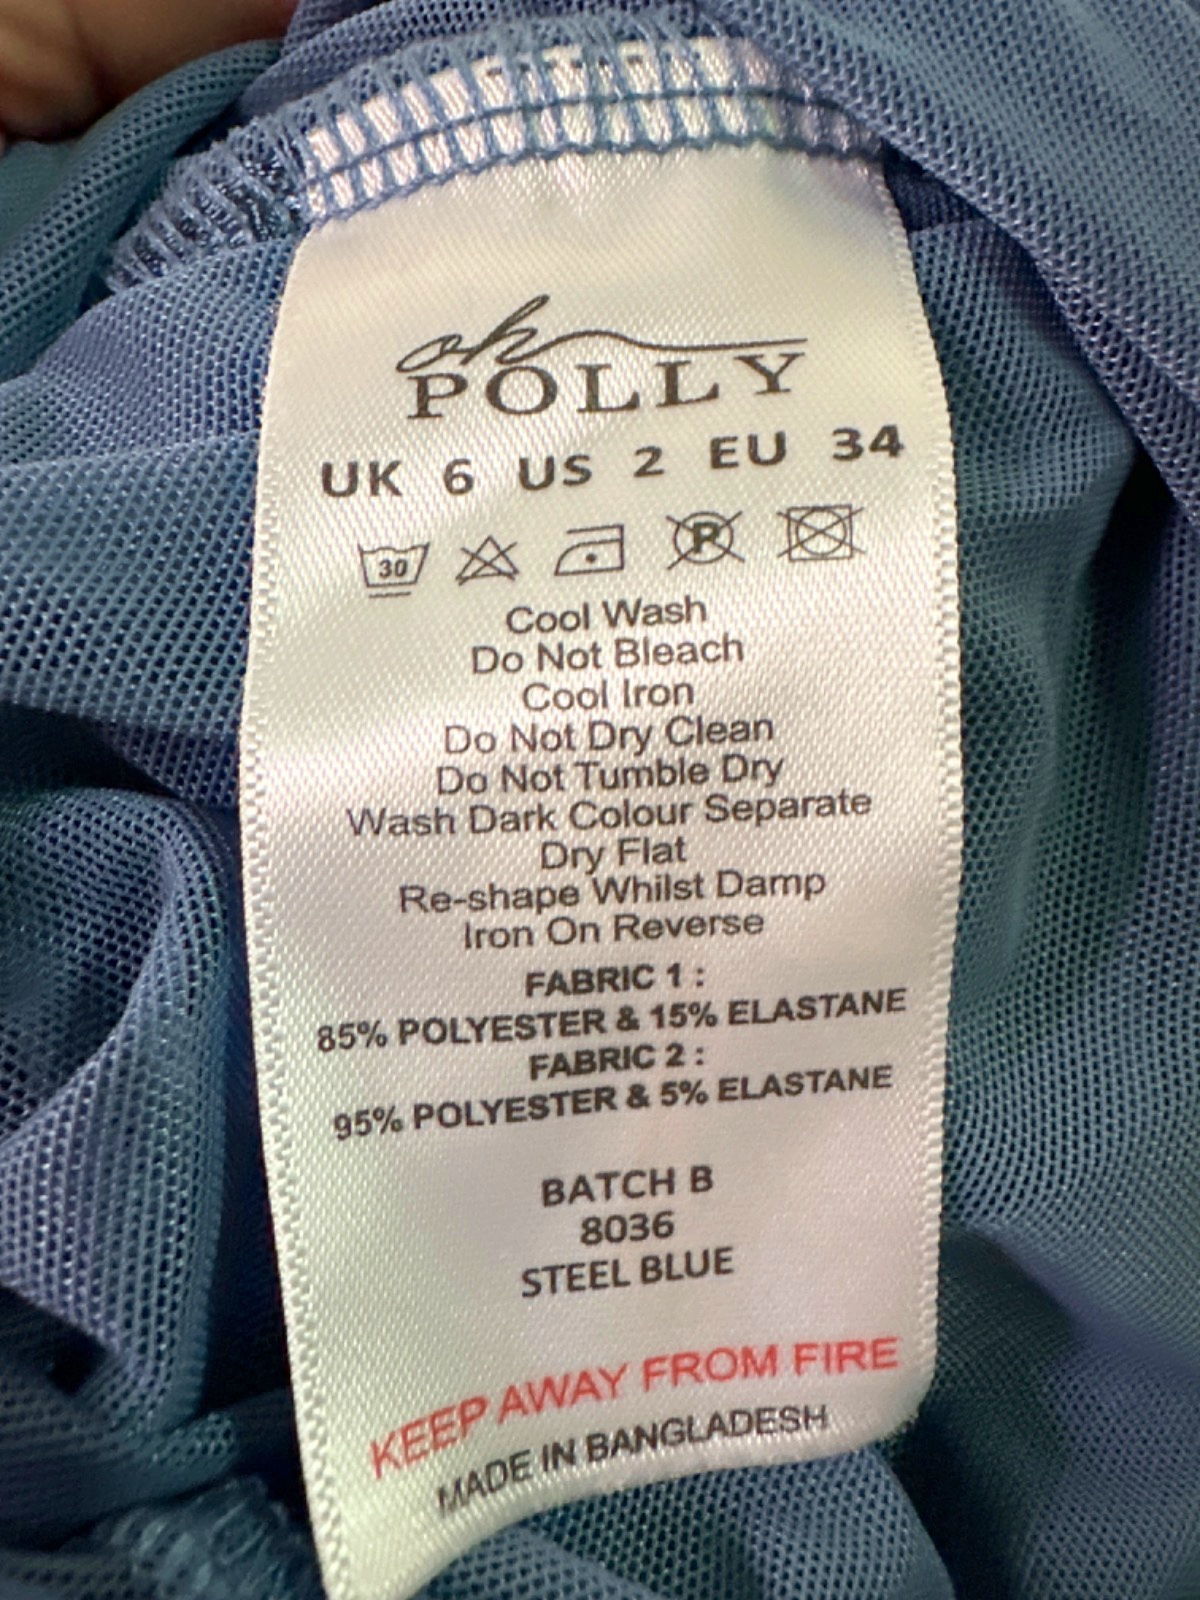 oh
POLLY
UK 6 US 2 EU 34
30 P
Cool Wash
Do Not Bleach
Cool Iron
Do Not Dry Clean
Do Not Tumble Dry
Wash Dark Colour Separate
Dry Flat
Re-shape Whilst Damp
Iron On Reverse
FABRIC 1 :
85% POLYESTER & 15% ELASTANE
FABRIC 2 :
95% POLYESTER & 5% ELASTANE
BATCH B
8036
STEEL BLUE
KEEP AWAY FROM FIRE
MADE IN BANGLADESH